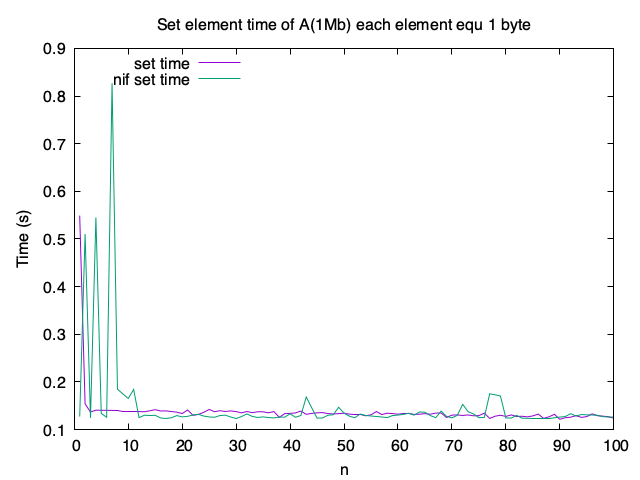 Set element time of A(1Mb) each element equ 1 byte
set time
nif set time
0.9
0.8
0.7
0.6
0.5
0.4
0.3
0.2
0.1
Time (s)
0 10 20 30 40 50 60 70 80 90 100
n